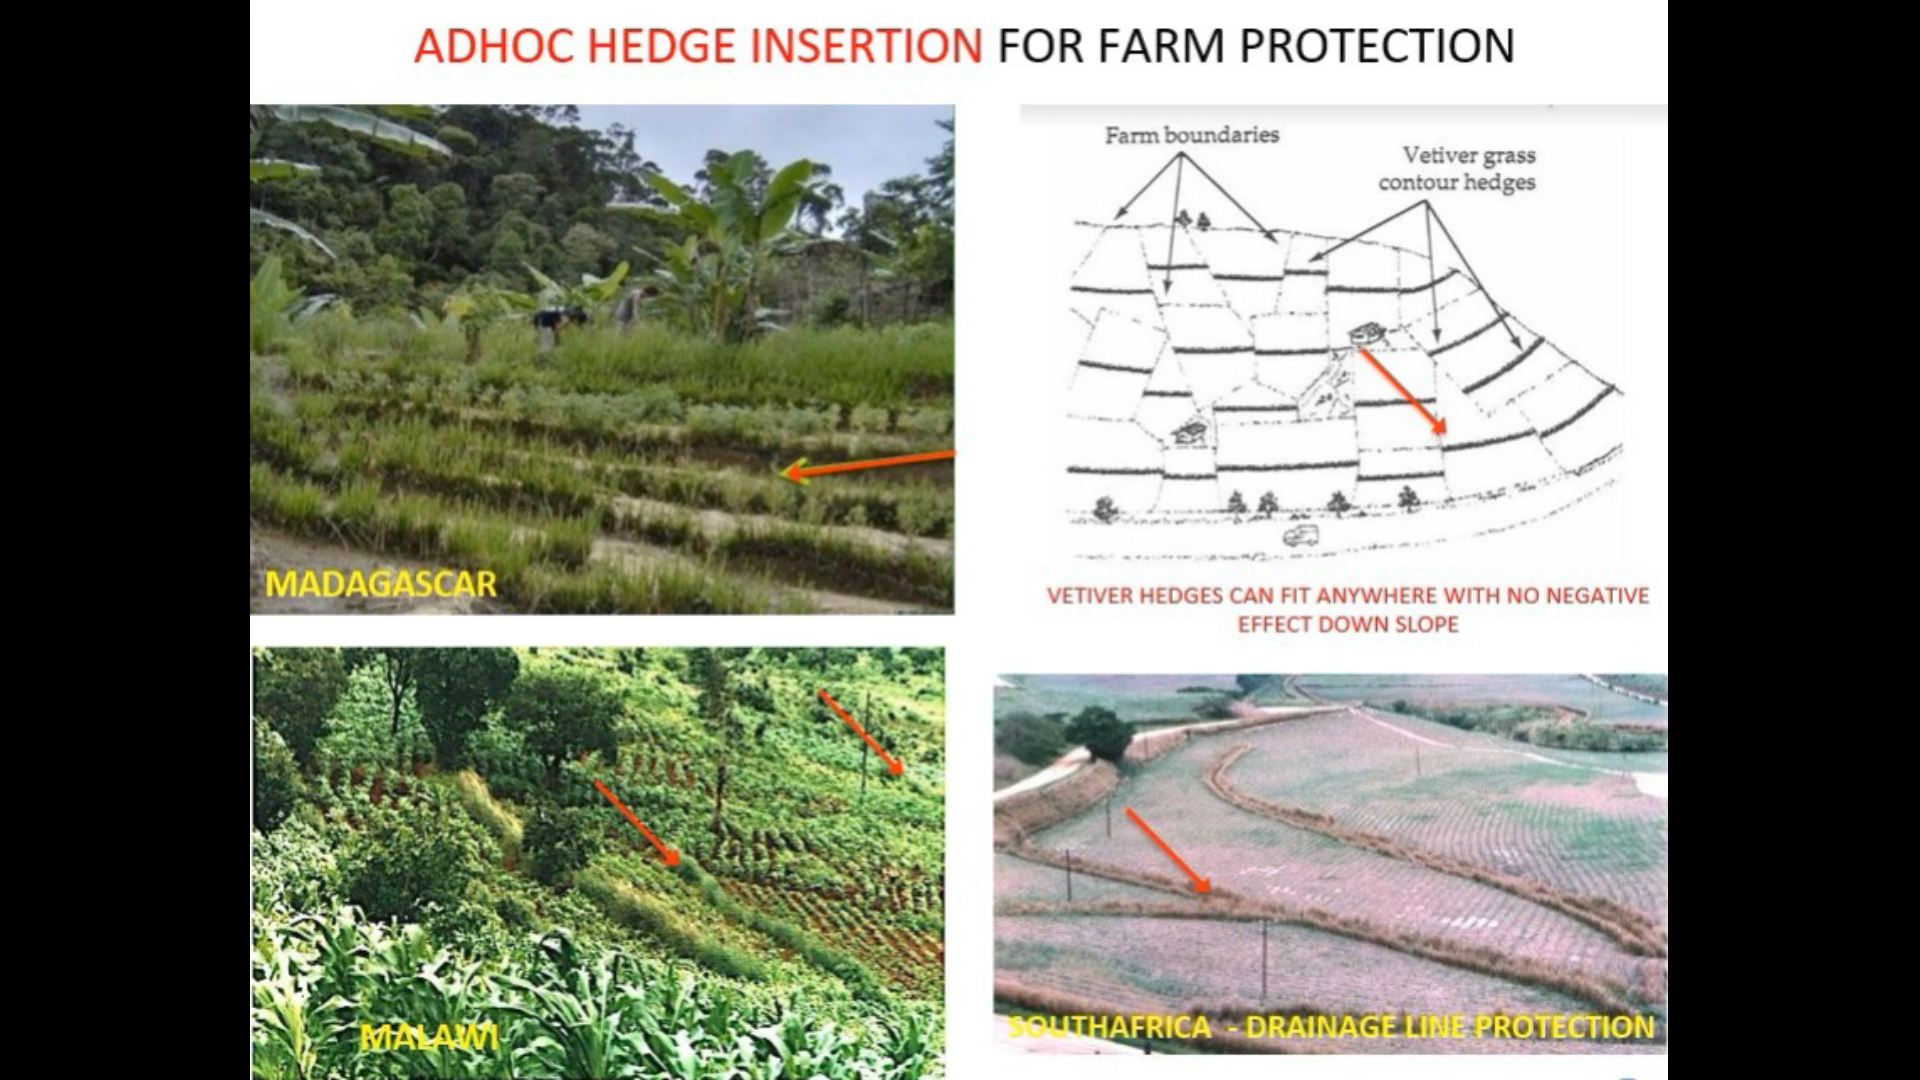 ADHOC HEDGE INSERTION FOR FARM PROTECTION
Farm boundaries
Vetiver grass
contour hedges
MADAGASCAR
VETIVER HEDGES CAN FIT ANYWHERE WITH NO NEGATIVE
EFFECT DOWN SLOPE
MALAWI
SOUTHAFRICA - DRAINAGE LINE PROTECTION